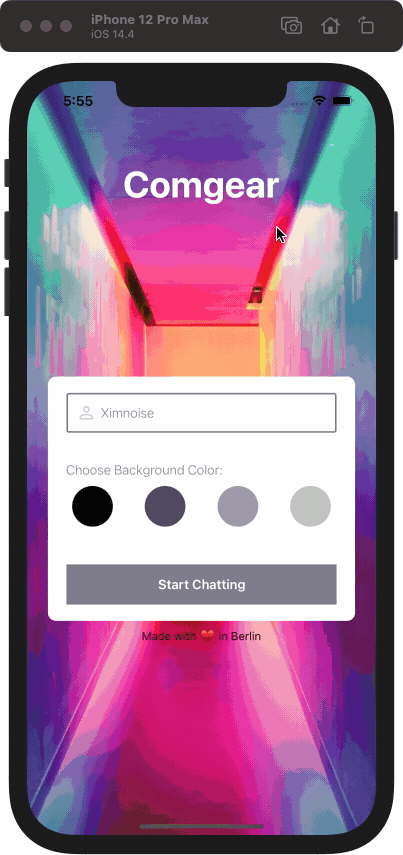 iPhone 12 Pro Max
iOS 14.4
5:55
Comgear
Ximnoise
Choose Background Color:
Start Chatting
Made with ❤️ in Berlin